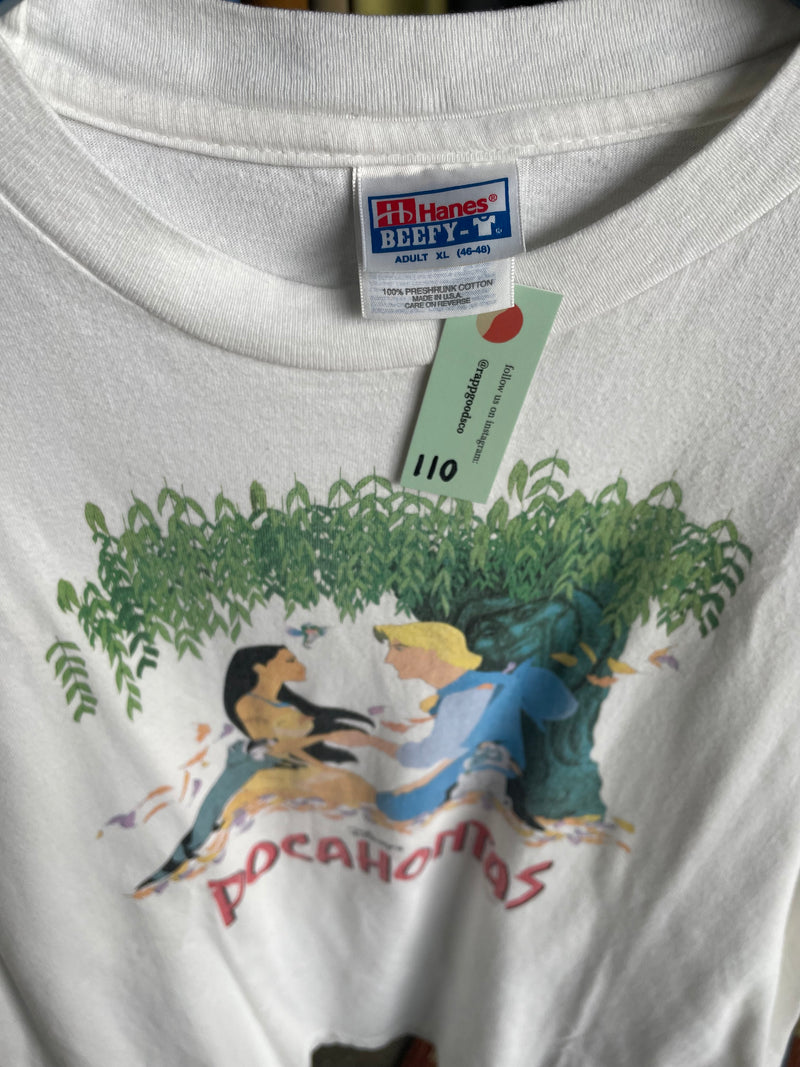 Hanes®
BEEFY-T®
ADULT XL (46-48)
100% PRESHRUNK COTTON
MADE IN U.S.A.
CARE ON REVERSE
follow us on instagram:
@rappgoodsco
110
DISNEY'S
POCAHONTAS